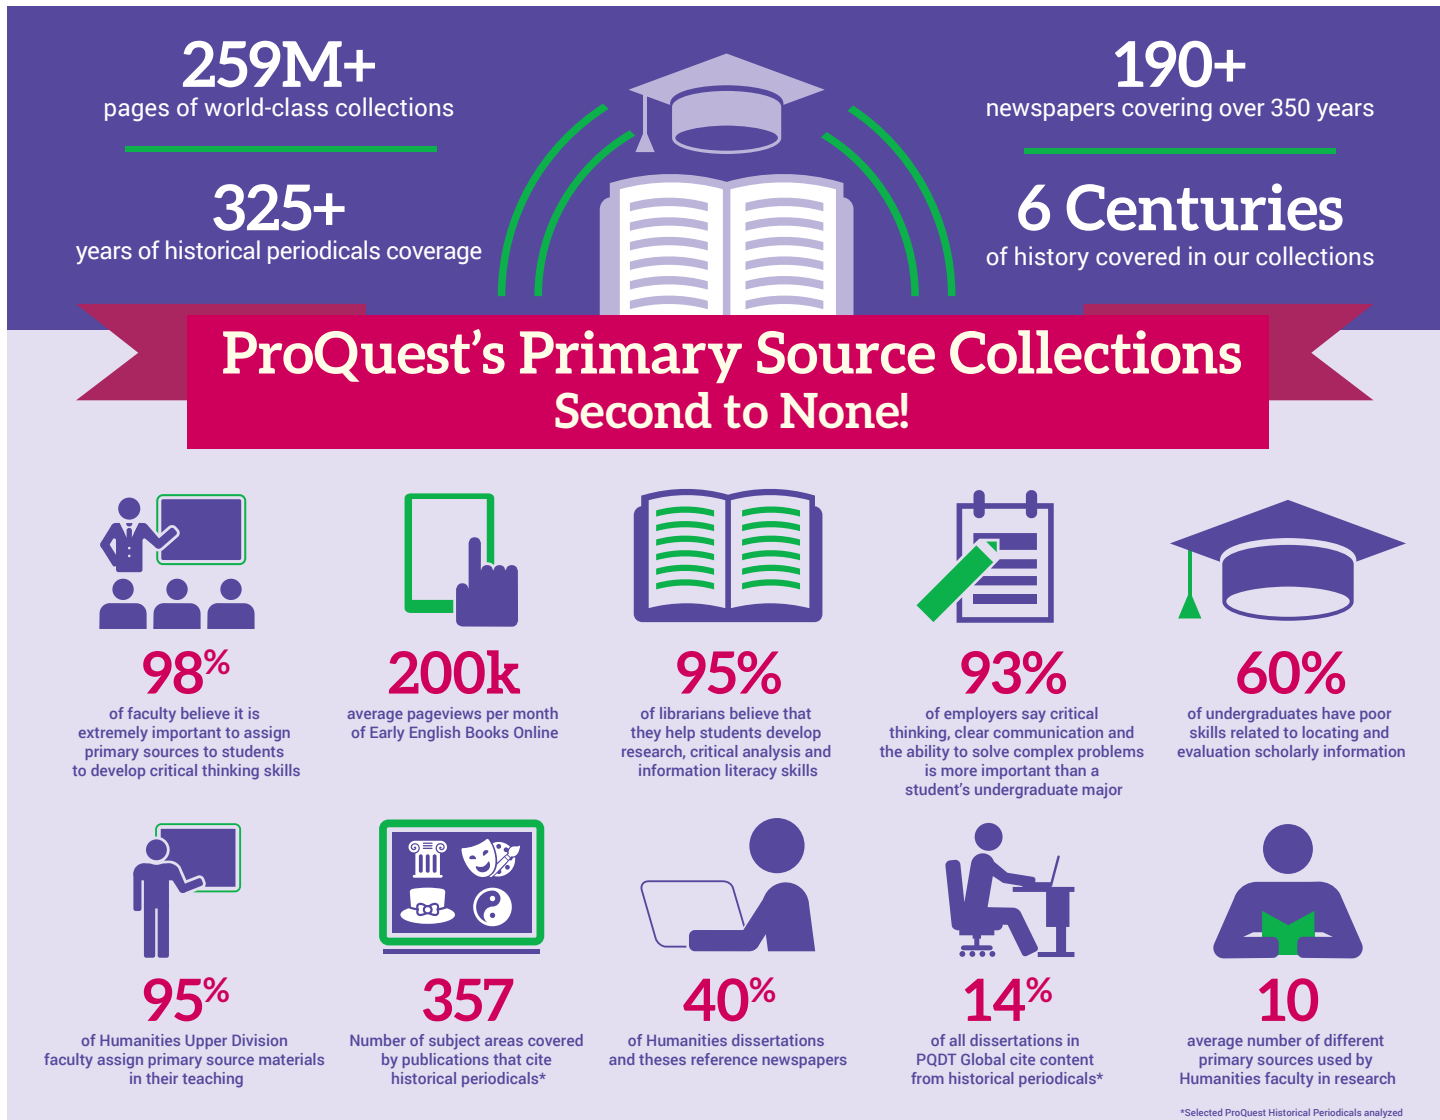 259M+
pages of world-class collections
325+
years of historical periodicals coverage
190+
newspapers covering over 350 years
6 Centuries
of history covered in our collections
ProQuest's Primary Source Collections
Second to None!
98%
of faculty believe it is
extremely important to assign
primary sources to students
to develop critical thinking skills
200k
average pageviews per month
of Early English Books Online
95%
of librarians believe that
they help students develop
research, critical analysis and
information literacy skills
93%
of employers say critical
thinking, clear communication and
the ability to solve complex problems
is more important than a
student's undergraduate major
60%
of undergraduates have poor
skills related to locating and
evaluation scholarly information
95%
of Humanities Upper Division
faculty assign primary source materials
in their teaching
357
Number of subject areas covered
by publications that cite
historical periodicals*
40%
of Humanities dissertations
and theses reference newspapers
14%
of all dissertations in
PQDT Global cite content
from historical periodicals*
10
average number of different
primary sources used by
Humanities faculty in research
*Selected ProQuest Historical Periodicals analyzed